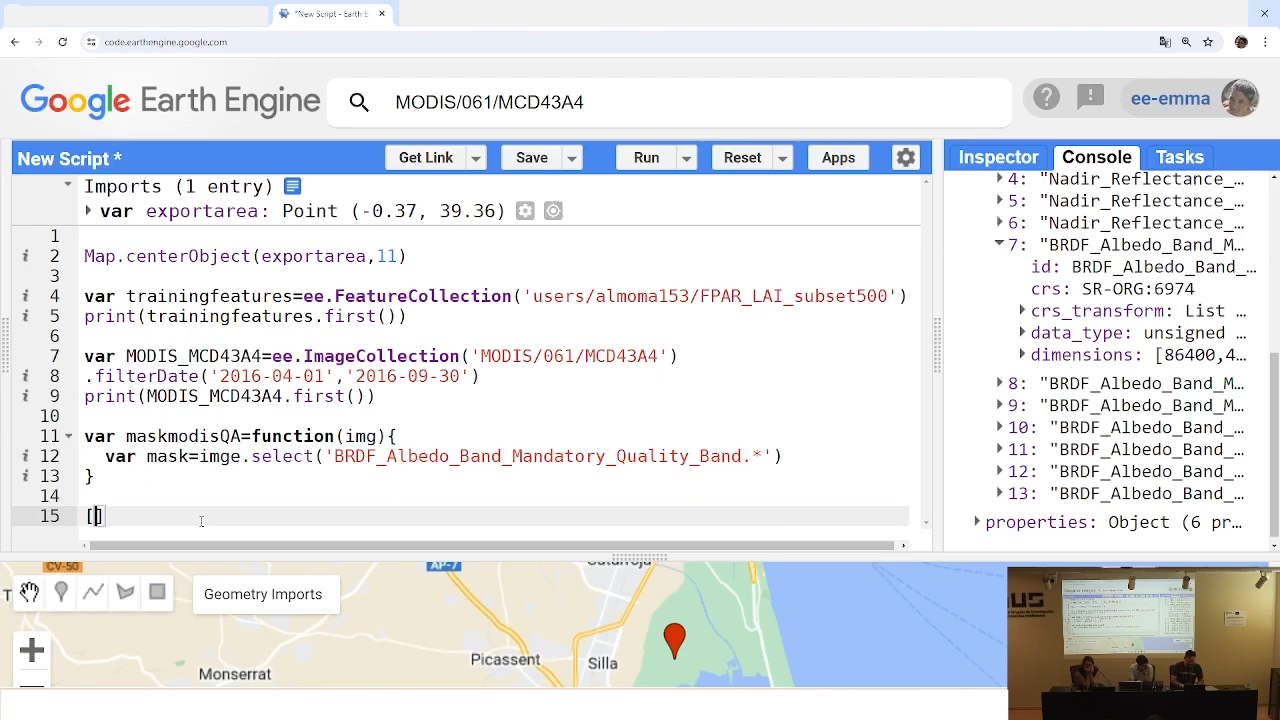 *New Script - Earth E
code.earthengine.google.com
Google Earth Engine
MODIS/061/MCD43A4
ee-emma
New Script *
Get Link
Save
Run
Reset
Apps
Inspector
Console
Tasks
Imports (1 entry)
var exportarea: Point (-0.37, 39.36)
1
2 Map.centerObject(exportarea,11)
3
4 var trainingfeatures=ee.FeatureCollection('users/almoma153/FPAR_LAI_subset500')
5 print(trainingfeatures.first())
6
7 var MODIS_MCD43A4=ee.ImageCollection('MODIS/061/MCD43A4')
8 .filterDate('2016-04-01','2016-09-30')
9 print(MODIS_MCD43A4.first())
10
11 var maskmodisQA=function(img){
12 var mask=imge.select('BRDF_Albedo_Band_Mandatory_Quality_Band.*')
13 }
14
15 []
4: "Nadir_Reflectance_…
5: "Nadir_Reflectance_…
6: "Nadir_Reflectance_…
7: "BRDF_Albedo_Band_M…
id: BRDF_Albedo_Band_…
crs: SR-ORG:6974
crs_transform: List …
data_type: unsigned …
dimensions: [86400,4…
8: "BRDF_Albedo_Band_M…
9: "BRDF_Albedo_Band_M…
10: "BRDF_Albedo_Band_…
11: "BRDF_Albedo_Band_…
12: "BRDF_Albedo_Band_…
13: "BRDF_Albedo_Band_…
properties: Object (6 pr…
CV-50
AP-7
Catarroja
Geometry Imports
Picassent
Silla
Monserrat